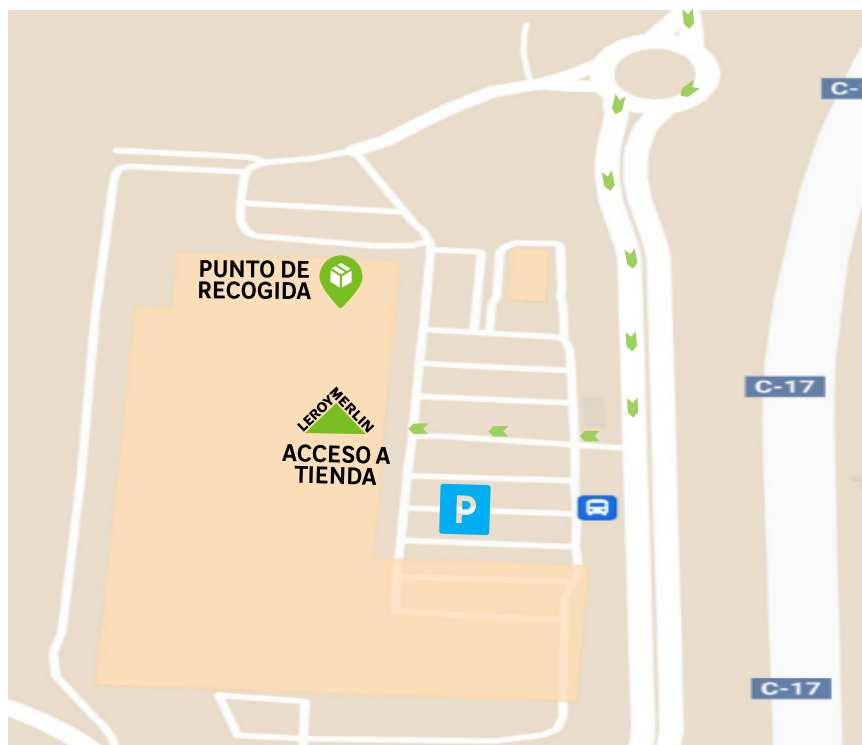 C-
PUNTO DE
RECOGIDA
C-17
LEROY MERLIN
ACCESO A
TIENDA
P
C-17